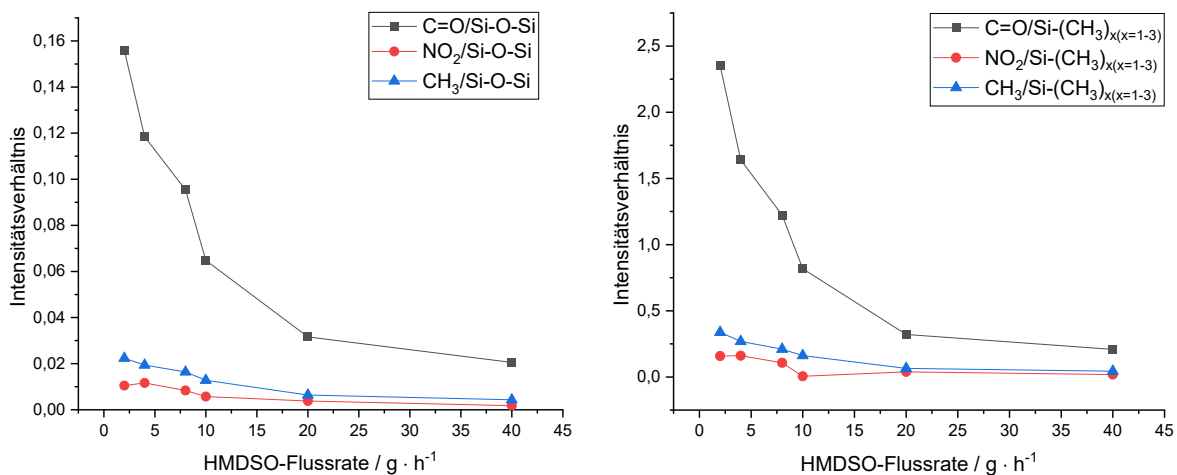 C=O/Si-O-Si
NO₂/Si-O-Si
CH₃/Si-O-Si
0,16
0,14
0,12
0,10
0,08
0,06
0,04
0,02
0,00
Intensitätsverhältnis
0 5 10 15 20 25 30 35 40 45
HMDSO-Flussrate / g · h⁻¹
C=O/Si-(CH₃)ₓ₍ₓ₌₁₋₃₎
NO₂/Si-(CH₃)ₓ₍ₓ₌₁₋₃₎
CH₃/Si-(CH₃)ₓ₍ₓ₌₁₋₃₎
2,5
2,0
1,5
1,0
0,5
0,0
Intensitätsverhältnis
0 5 10 15 20 25 30 35 40 45
HMDSO-Flussrate / g · h⁻¹